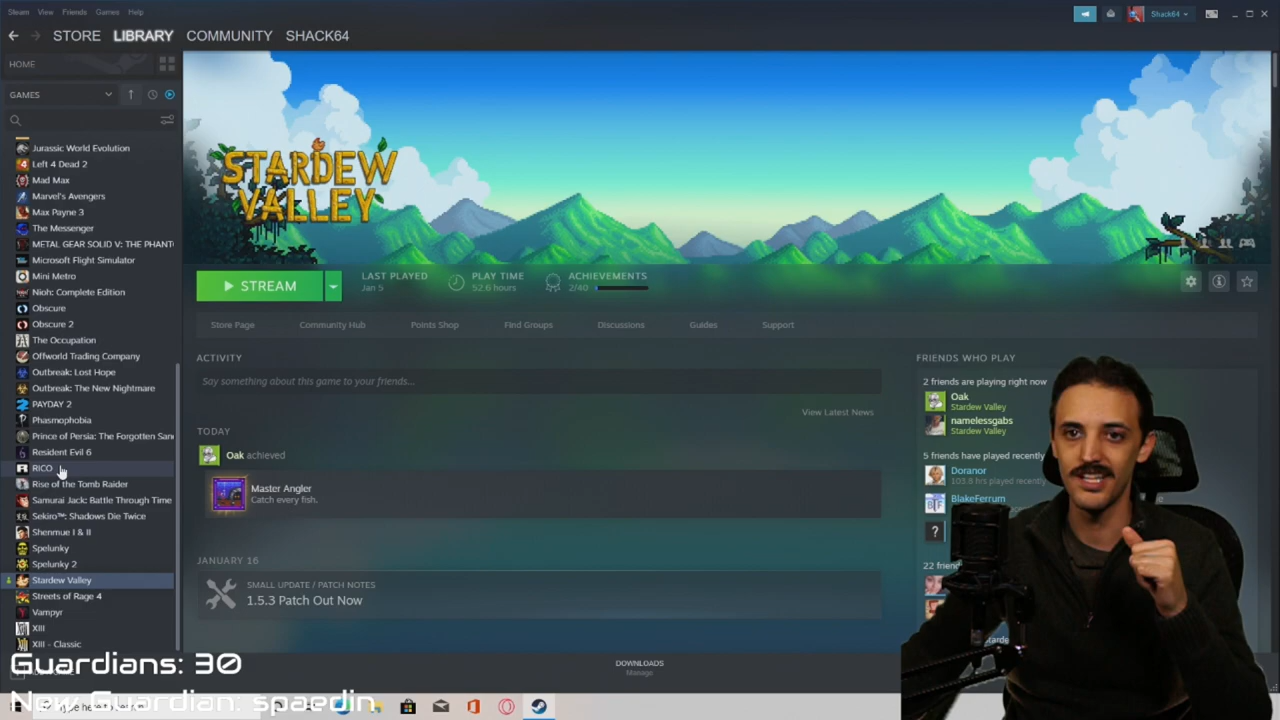 Steam View Friends Games Help
Shack64
STORE LIBRARY COMMUNITY SHACK64
HOME
GAMES
Jurassic World Evolution
Left 4 Dead 2
Mad Max
Marvel's Avengers
Max Payne 3
The Messenger
METAL GEAR SOLID V: THE PHANT
Microsoft Flight Simulator
Mini Metro
Nioh: Complete Edition
Obscure
Obscure 2
The Occupation
Offworld Trading Company
Outbreak: Lost Hope
Outbreak: The New Nightmare
PAYDAY 2
Phasmophobia
Prince of Persia: The Forgotten San
Resident Evil 6
RICO
Rise of the Tomb Raider
Samurai Jack: Battle Through Time
Sekiro™: Shadows Die Twice
Shenmue I & II
Spelunky
Spelunky 2
Stardew Valley
Streets of Rage 4
Vampyr
XIII
XIII - Classic
STARDEW
VALLEY
STREAM
LAST PLAYED
Jan 5
PLAY TIME
52.6 hours
ACHIEVEMENTS
2/40
Store Page Community Hub Points Shop Find Groups Discussions Guides Support
ACTIVITY
Say something about this game to your friends...
View Latest News
TODAY
Oak achieved
Master Angler
Catch every fish.
JANUARY 16
SMALL UPDATE / PATCH NOTES
1.5.3 Patch Out Now
FRIENDS WHO PLAY
2 friends are playing right now
Oak
Stardew Valley
namelessgabs
Stardew Valley
5 friends have played recently
Doranor
103.8 hrs played recently
BlakeFerrum
?
22 friend
DOWNLOADS
Manage
Guardians: 30
New Guardian: spaedin